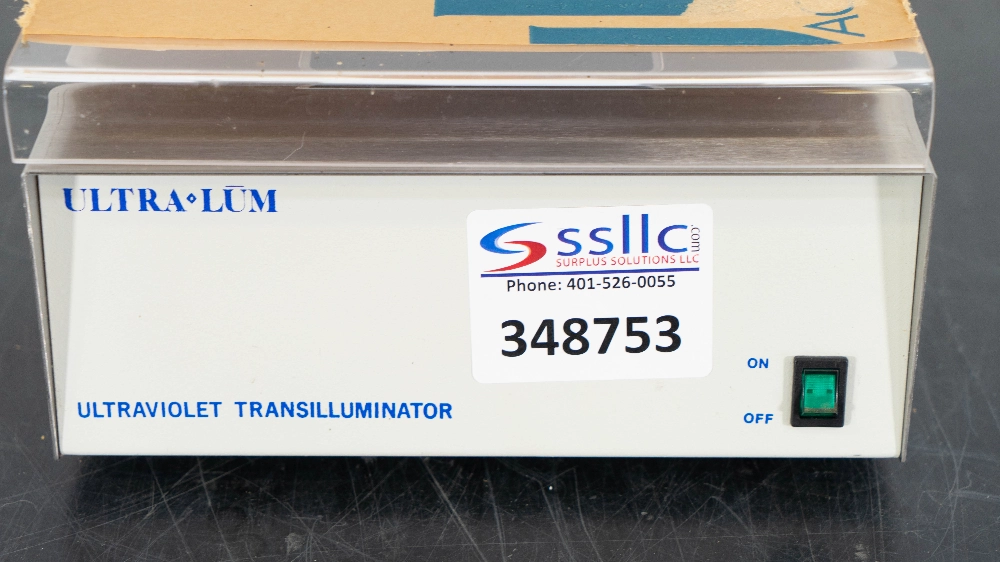 ULTRA⬦LŪM
ssllc.com
SURPLUS SOLUTIONS LLC
Phone: 401-526-0055
348753
ON
ULTRAVIOLET TRANSILLUMINATOR
OFF